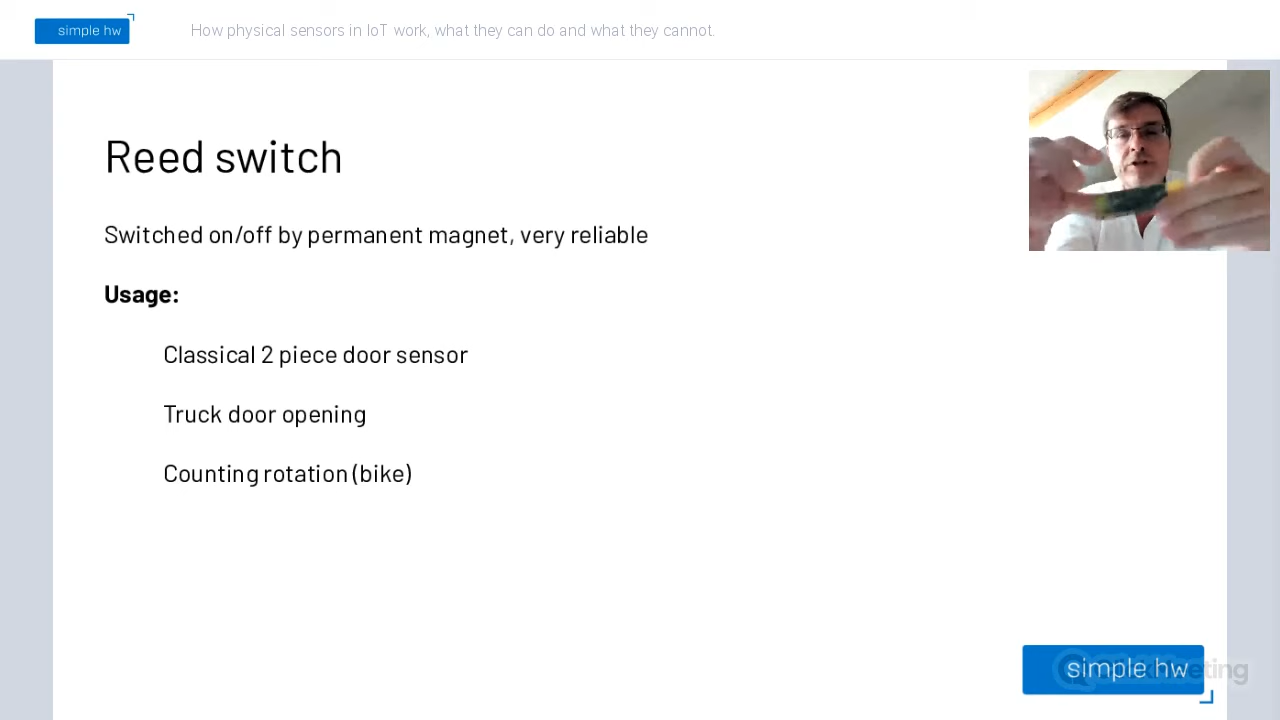 simple hw
How physical sensors in IoT work, what they can do and what they cannot.
Reed switch
Switched on/off by permanent magnet, very reliable
Usage:
Classical 2 piece door sensor
Truck door opening
Counting rotation (bike)
simple hw